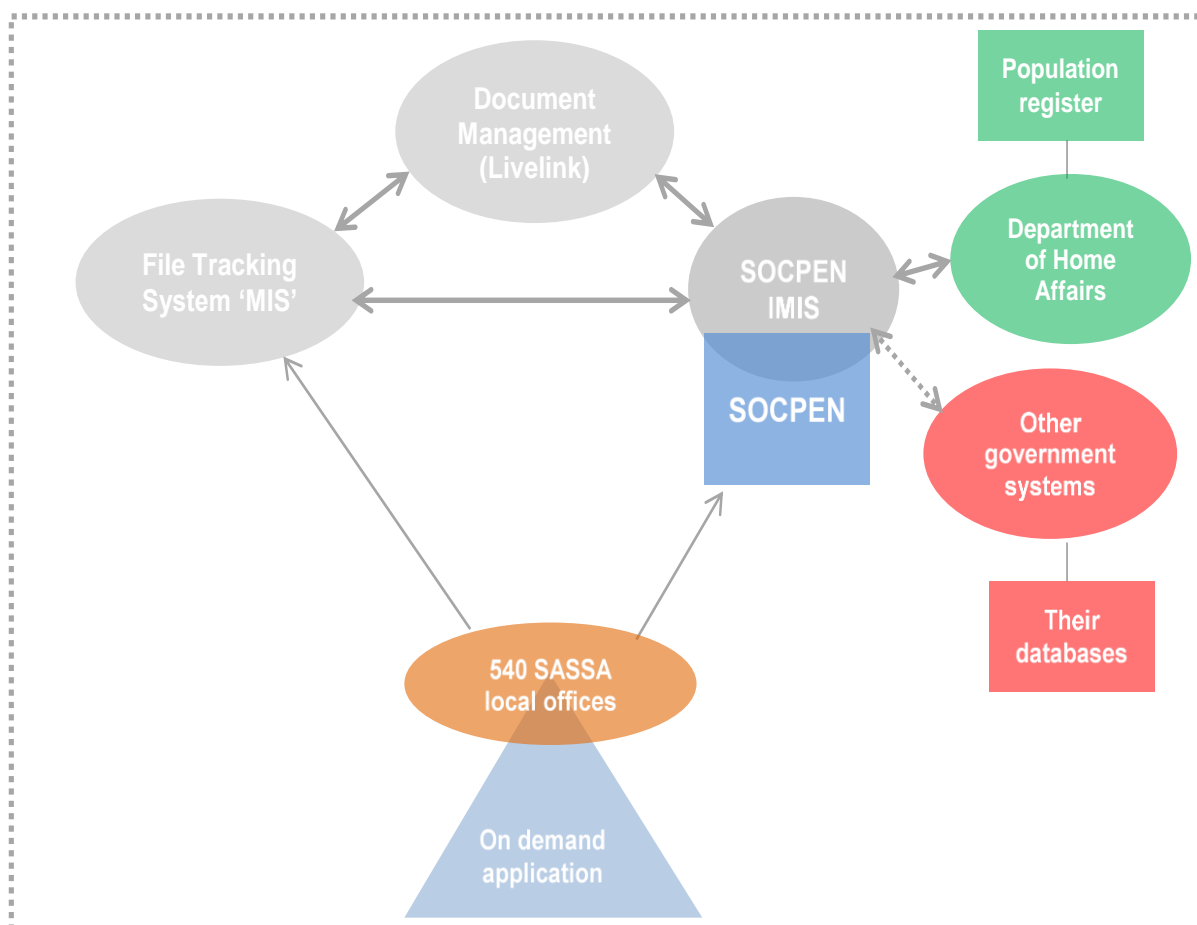 Document
Management
(Livelink)
Population
register
File Tracking
System ‘MIS’
SOCPEN
IMIS
Department
of Home
Affairs
SOCPEN
Other
government
systems
Their
databases
540 SASSA
local offices
On demand
application